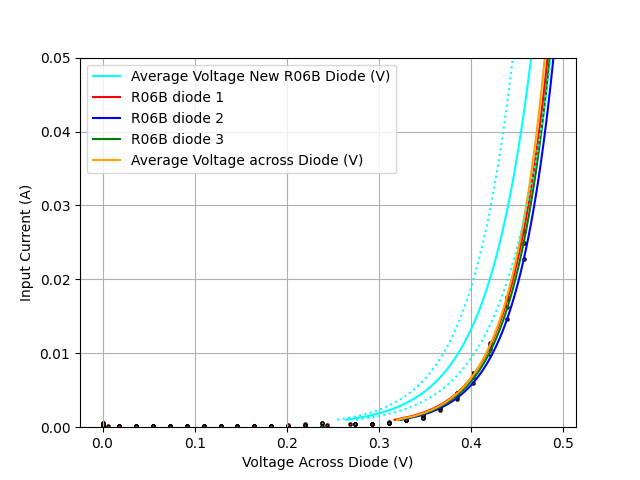 0.05
0.04
0.03
0.02
0.01
0.00
Input Current (A)
Average Voltage New R06B Diode (V)
R06B diode 1
R06B diode 2
R06B diode 3
Average Voltage across Diode (V)
0.0 0.1 0.2 0.3 0.4 0.5
Voltage Across Diode (V)